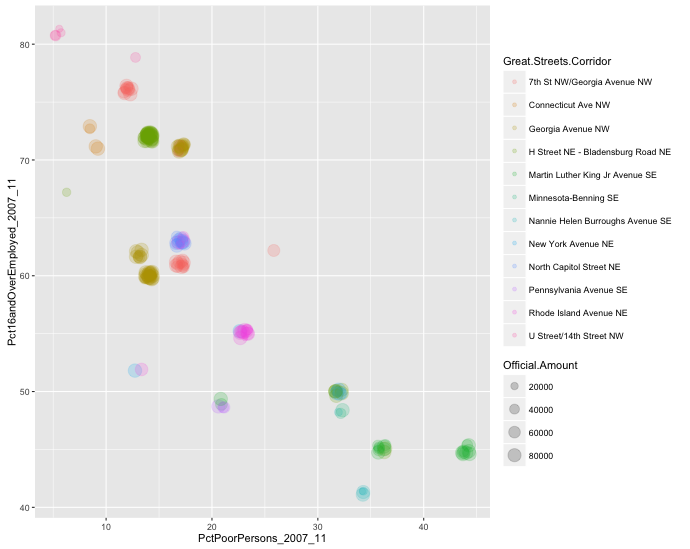 80
70
60
50
40
Pct16andOverEmployed_2007_11
10
20
30
40
PctPoorPersons_2007_11
Great.Streets.Corridor
7th St NW/Georgia Avenue NW
Connecticut Ave NW
Georgia Avenue NW
H Street NE - Bladensburg Road NE
Martin Luther King Jr Avenue SE
Minnesota-Benning SE
Nannie Helen Burroughs Avenue SE
New York Avenue NE
North Capitol Street NE
Pennsylvania Avenue SE
Rhode Island Avenue NE
U Street/14th Street NW
Official.Amount
20000
40000
60000
80000